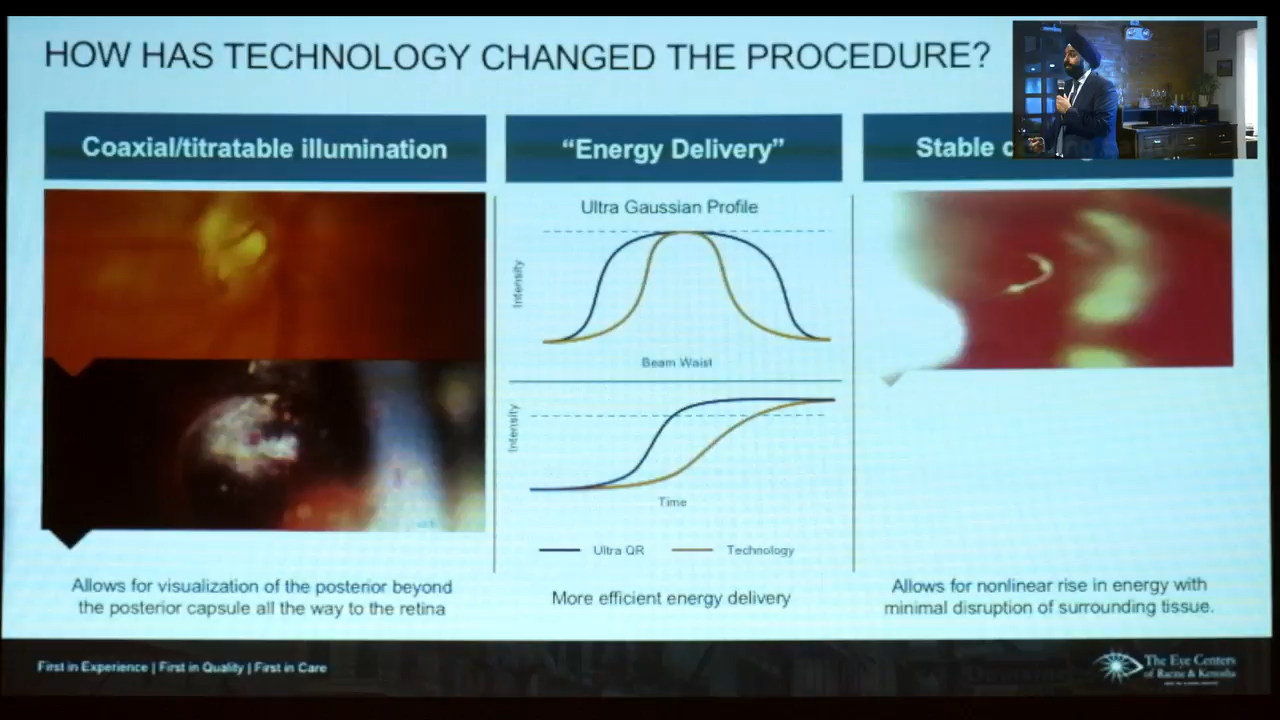 HOW HAS TECHNOLOGY CHANGED THE PROCEDURE?
Coaxial/titratable illumination
“Energy Delivery”
Stable
Ultra Gaussian Profile
Intensity
Beam Waist
Intensity
Time
Ultra QR
Technology
Allows for visualization of the posterior beyond
the posterior capsule all the way to the retina
More efficient energy delivery
Allows for nonlinear rise in energy with
minimal disruption of surrounding tissue.
First in Experience | First in Quality | First in Care
The Eye Centers
of Racine & Kenosha